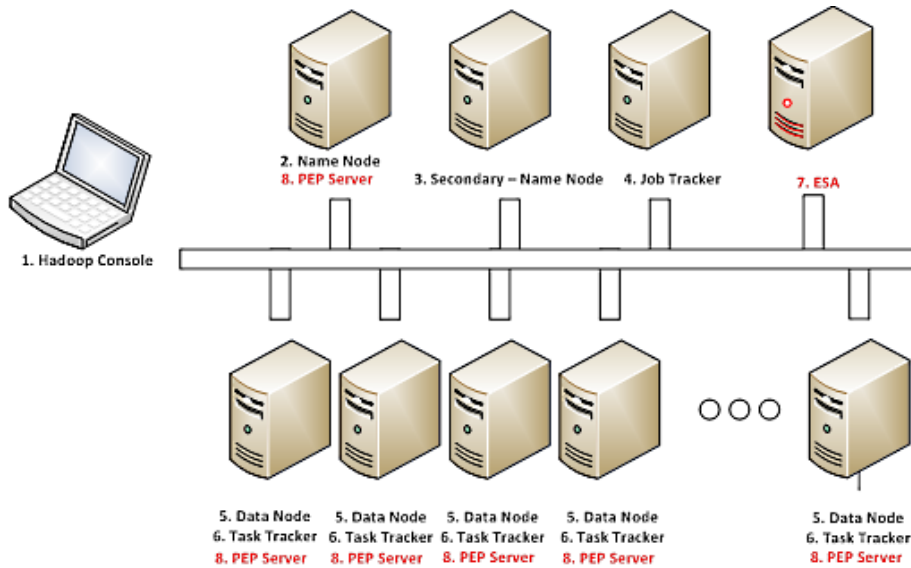 2. Name Node
8. PEP Server
3. Secondary – Name Node
4. Job Tracker
7. ESA
1. Hadoop Console
5. Data Node
6. Task Tracker
8. PEP Server
5. Data Node
6. Task Tracker
8. PEP Server
5. Data Node
6. Task Tracker
8. PEP Server
5. Data Node
6. Task Tracker
8. PEP Server
5. Data Node
6. Task Tracker
8. PEP Server